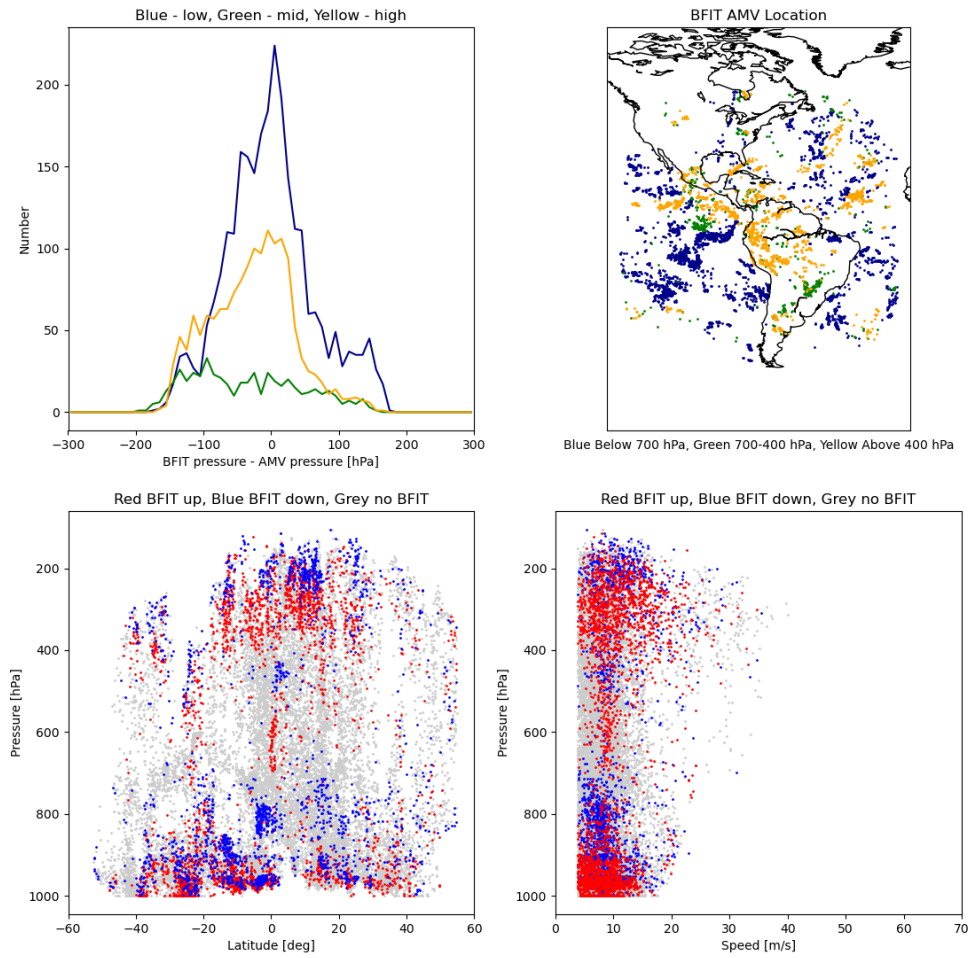 Blue - low, Green - mid, Yellow - high
200
150
100
50
0
Number
−300 −200 −100 0 100 200 300
BFIT pressure - AMV pressure [hPa]
BFIT AMV Location
Blue Below 700 hPa, Green 700-400 hPa, Yellow Above 400 hPa
Red BFIT up, Blue BFIT down, Grey no BFIT
200
400
600
800
1000
Pressure [hPa]
−60 −40 −20 0 20 40 60
Latitude [deg]
Red BFIT up, Blue BFIT down, Grey no BFIT
200
400
600
800
1000
Pressure [hPa]
0 10 20 30 40 50 60 70
Speed [m/s]